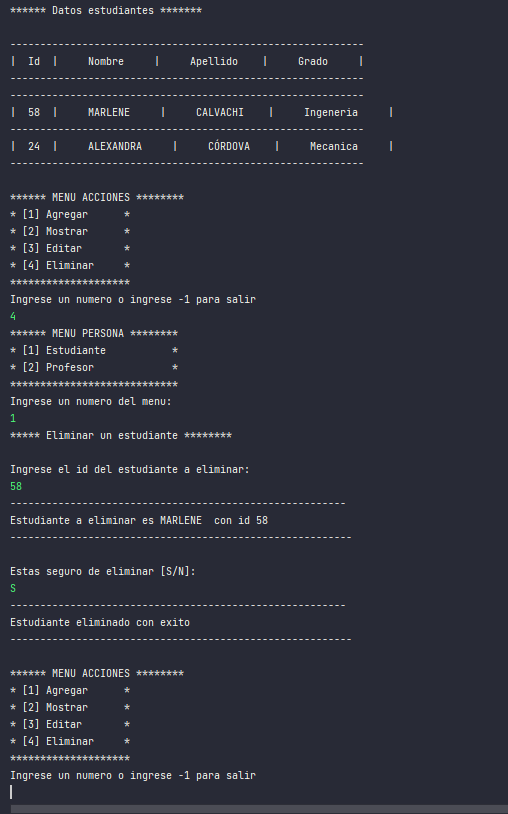 ****** Datos estudiantes *******
-----------------------------------------------------------
|  Id  |     Nombre     |     Apellido    |     Grado     |
-----------------------------------------------------------
-----------------------------------------------------------
|  58  |     MARLENE     |     CALVACHI    |     Ingeneria     |
-----------------------------------------------------------
|  24  |     ALEXANDRA     |     CÓRDOVA    |     Mecanica     |
-----------------------------------------------------------
****** MENU ACCIONES ********
* [1] Agregar      *
* [2] Mostrar      *
* [3] Editar       *
* [4] Eliminar     *
********************
Ingrese un numero o ingrese -1 para salir
4
****** MENU PERSONA ********
* [1] Estudiante           *
* [2] Profesor             *
****************************
Ingrese un numero del menu:
1
***** Eliminar un estudiante ********
Ingrese el id del estudiante a eliminar:
58
--------------------------------------------------------
Estudiante a eliminar es MARLENE  con id 58
---------------------------------------------------------
Estas seguro de eliminar [S/N]:
S
--------------------------------------------------------
Estudiante eliminado con exito
---------------------------------------------------------
****** MENU ACCIONES ********
* [1] Agregar      *
* [2] Mostrar      *
* [3] Editar       *
* [4] Eliminar     *
********************
Ingrese un numero o ingrese -1 para salir